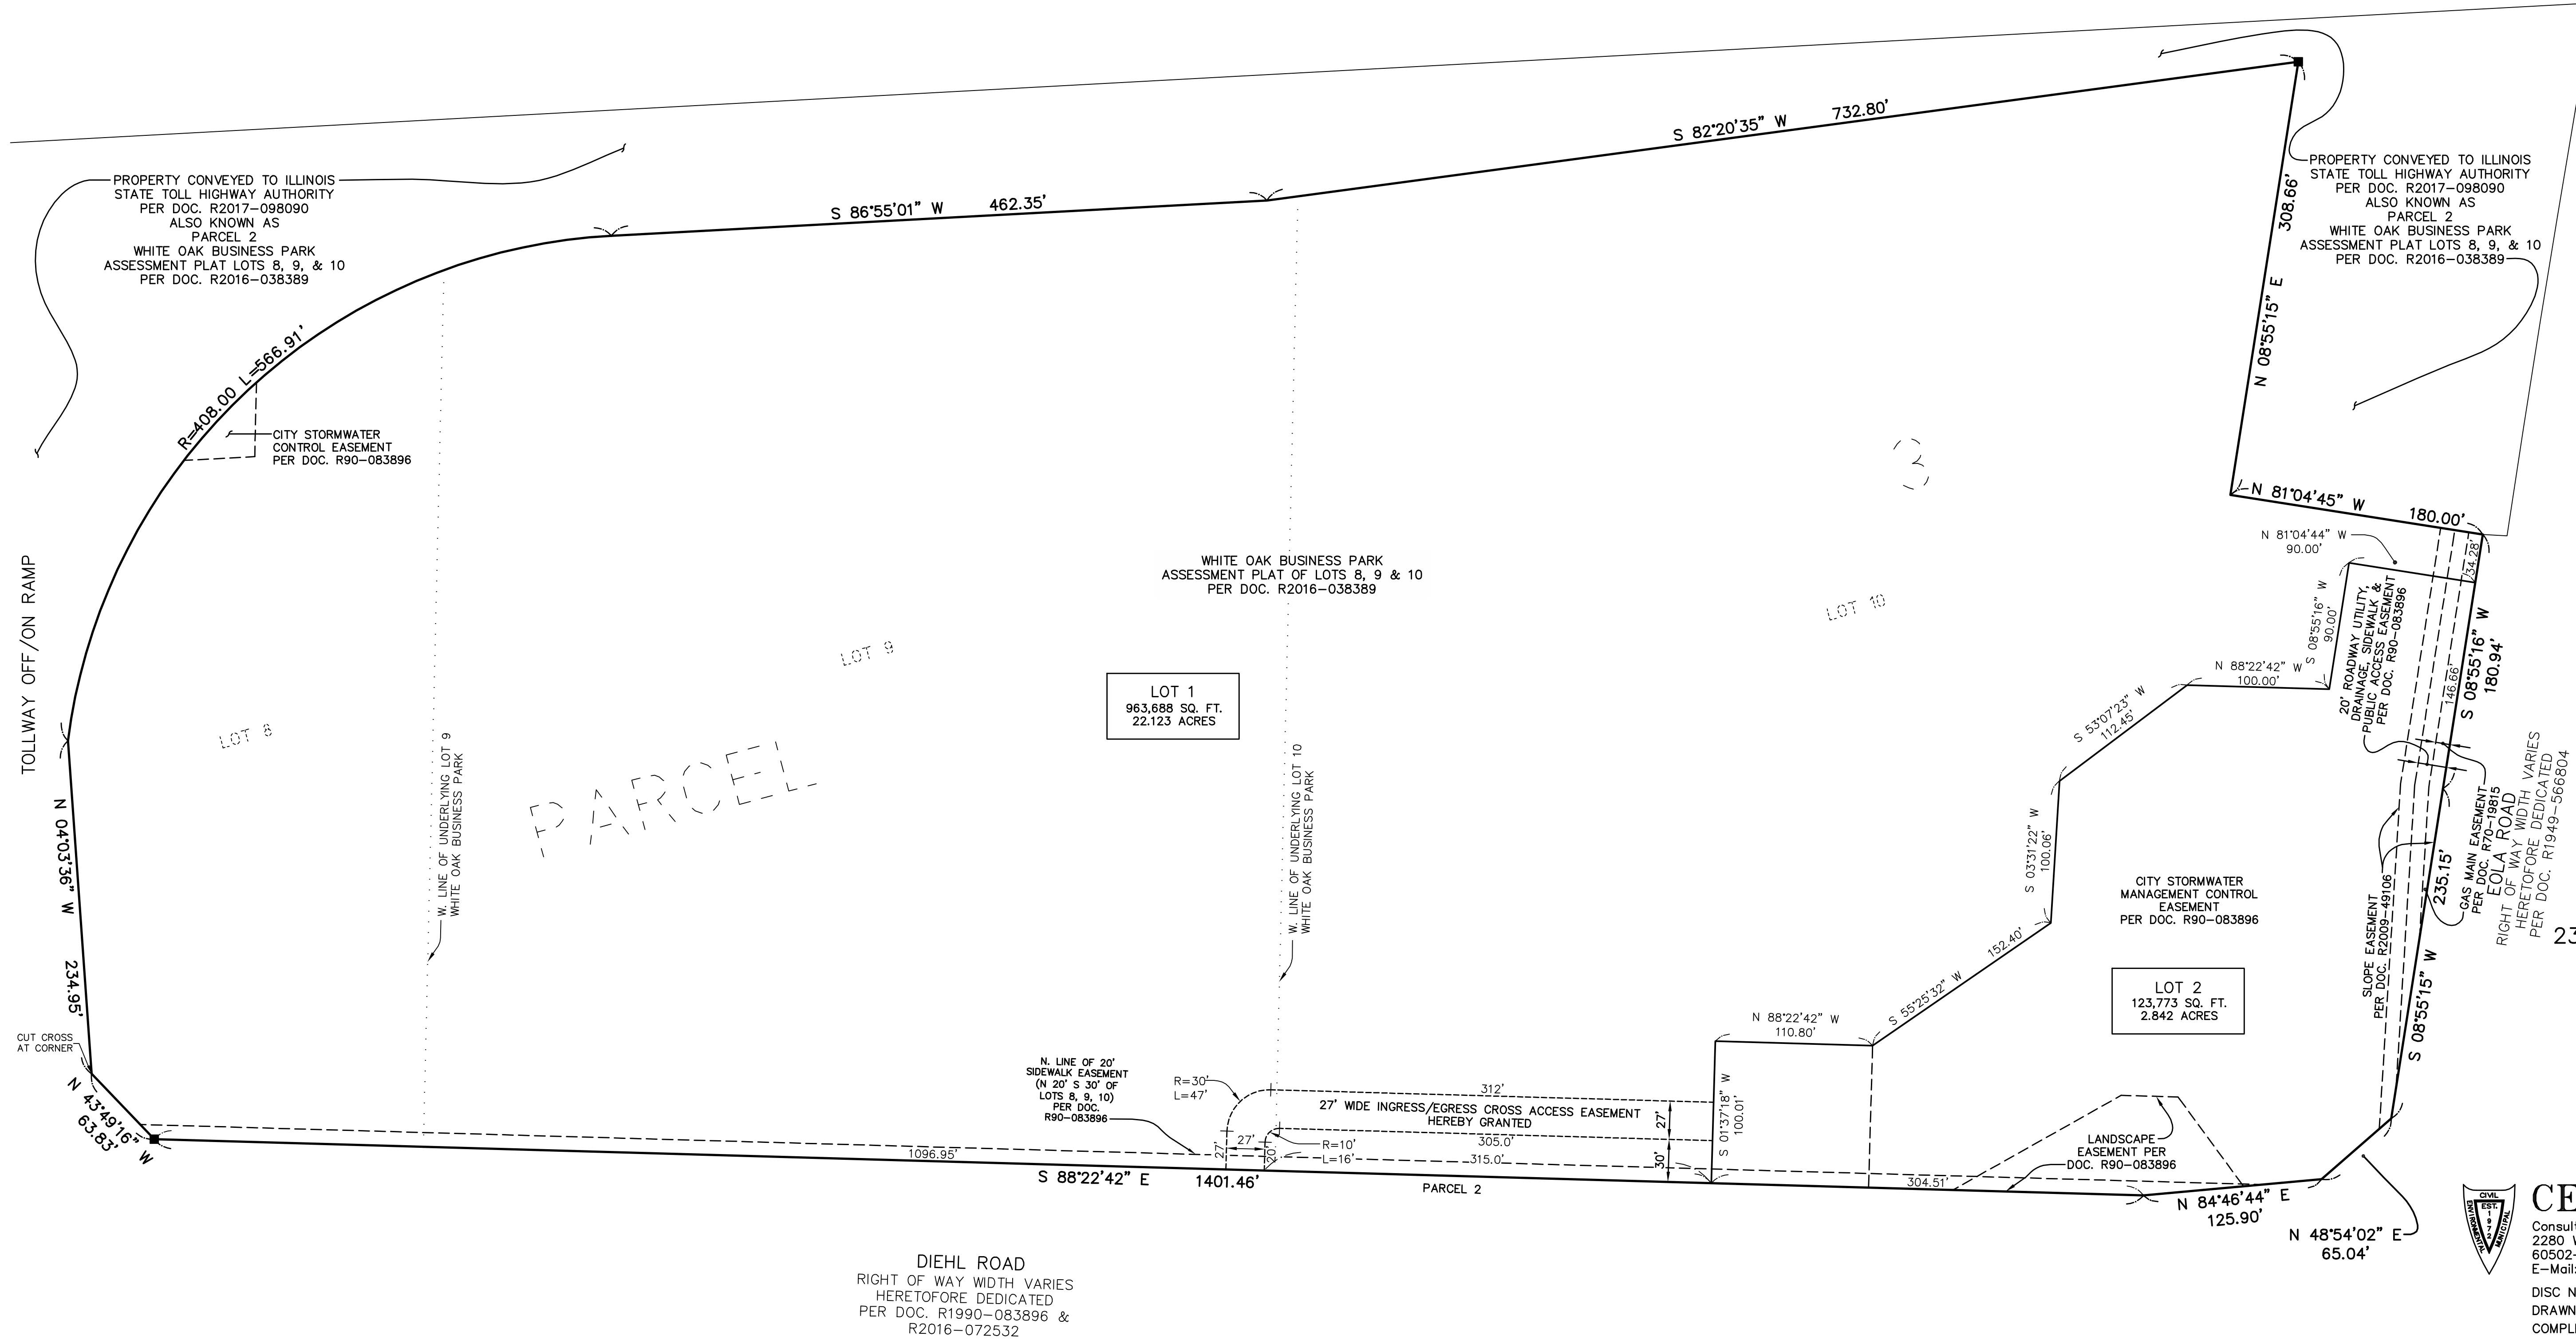 S 82°20'35" W 732.80'
S 86°55'01" W 462.35'
PROPERTY CONVEYED TO ILLINOIS
STATE TOLL HIGHWAY AUTHORITY
PER DOC. R2017-098090
ALSO KNOWN AS
PARCEL 2
WHITE OAK BUSINESS PARK
ASSESSMENT PLAT LOTS 8, 9, & 10
PER DOC. R2016-038389
PROPERTY CONVEYED TO ILLINOIS
STATE TOLL HIGHWAY AUTHORITY
PER DOC. R2017-098090
ALSO KNOWN AS
PARCEL 2
WHITE OAK BUSINESS PARK
ASSESSMENT PLAT LOTS 8, 9, & 10
PER DOC. R2016-038389
N 08°55'15" E 308.66'
R=408.00 L=566.91'
CITY STORMWATER
CONTROL EASEMENT
PER DOC. R90-083896
3
N 81°04'45" W 180.00'
N 81°04'44" W
90.00'
34.28'
WHITE OAK BUSINESS PARK
ASSESSMENT PLAT OF LOTS 8, 9 & 10
PER DOC. R2016-038389
TOLLWAY OFF/ON RAMP
LOT 8
LOT 9
LOT 10
PARCEL
S 08°55'16" W
90.00'
20' ROADWAY UTILITY,
DRAINAGE, SIDEWALK &
PUBLIC ACCESS EASEMENT
PER DOC. R90-083896
146.66'
S 08°55'16" W
180.94'
N 88°22'42" W
100.00'
S 53°07'23" W
112.45'
S 03°31'22" W
100.06'
LOT 1
963,688 SQ. FT.
22.123 ACRES
W. LINE OF UNDERLYING LOT 9
WHITE OAK BUSINESS PARK
W. LINE OF UNDERLYING LOT 10
WHITE OAK BUSINESS PARK
N 04°03'36" W 234.95'
CITY STORMWATER
MANAGEMENT CONTROL
EASEMENT
PER DOC. R90-083896
SLOPE EASEMENT
PER DOC. R2009-49106
235.15'
S 08°55'15" W
GAS MAIN EASEMENT
PER DOC. R70-19815
EOLA ROAD
RIGHT OF WAY WIDTH VARIES
HERETOFORE DEDICATED
PER DOC. R1949-566804
23
LOT 2
123,773 SQ. FT.
2.842 ACRES
S 55°25'32" W 152.40'
N 88°22'42" W
110.80'
S 01°37'18" W
100.01'
CUT CROSS
AT CORNER
N 43°49'16" W
63.83'
N. LINE OF 20'
SIDEWALK EASEMENT
(N 20' S 30' OF
LOTS 8, 9, 10)
PER DOC.
R90-083896
R=30'
L=47'
312'
27' WIDE INGRESS/EGRESS CROSS ACCESS EASEMENT
HEREBY GRANTED
27'
27'
27'
20'
R=10'
L=16'
305.0'
315.0'
30'
1096.95'
304.51'
S 88°22'42" E 1401.46'
PARCEL 2
LANDSCAPE
EASEMENT PER
DOC. R90-083896
N 84°46'44" E
125.90'
N 48°54'02" E
65.04'
DIEHL ROAD
RIGHT OF WAY WIDTH VARIES
HERETOFORE DEDICATED
PER DOC. R1990-083896 &
R2016-072532
CIVIL
EST.
1972
ENVIRONMENTAL
MUNICIPAL
CE
Consult
2280 W
60502-
E-Mail:
DISC N
DRAWN
COMPL